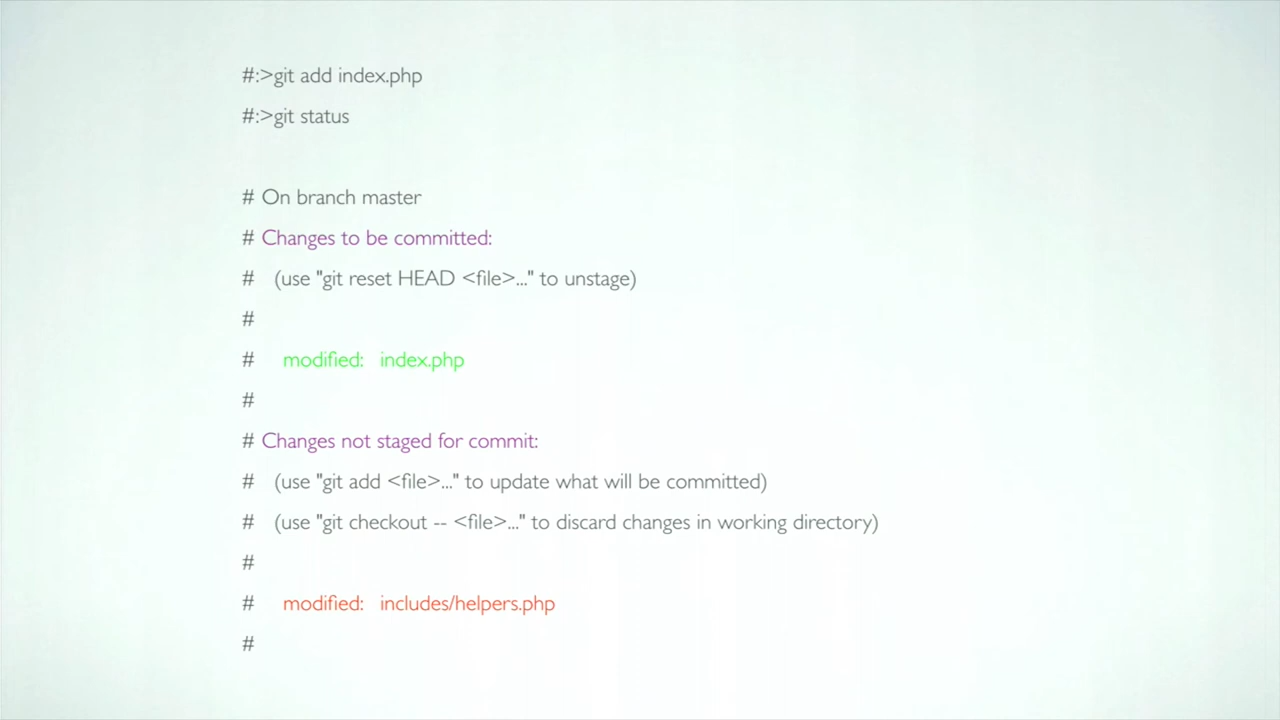 #:>git add index.php
#:>git status
# On branch master
# Changes to be committed:
#   (use "git reset HEAD <file>..." to unstage)
#
#    modified:   index.php
#
# Changes not staged for commit:
#   (use "git add <file>..." to update what will be committed)
#   (use "git checkout -- <file>..." to discard changes in working directory)
#
#    modified:   includes/helpers.php
#